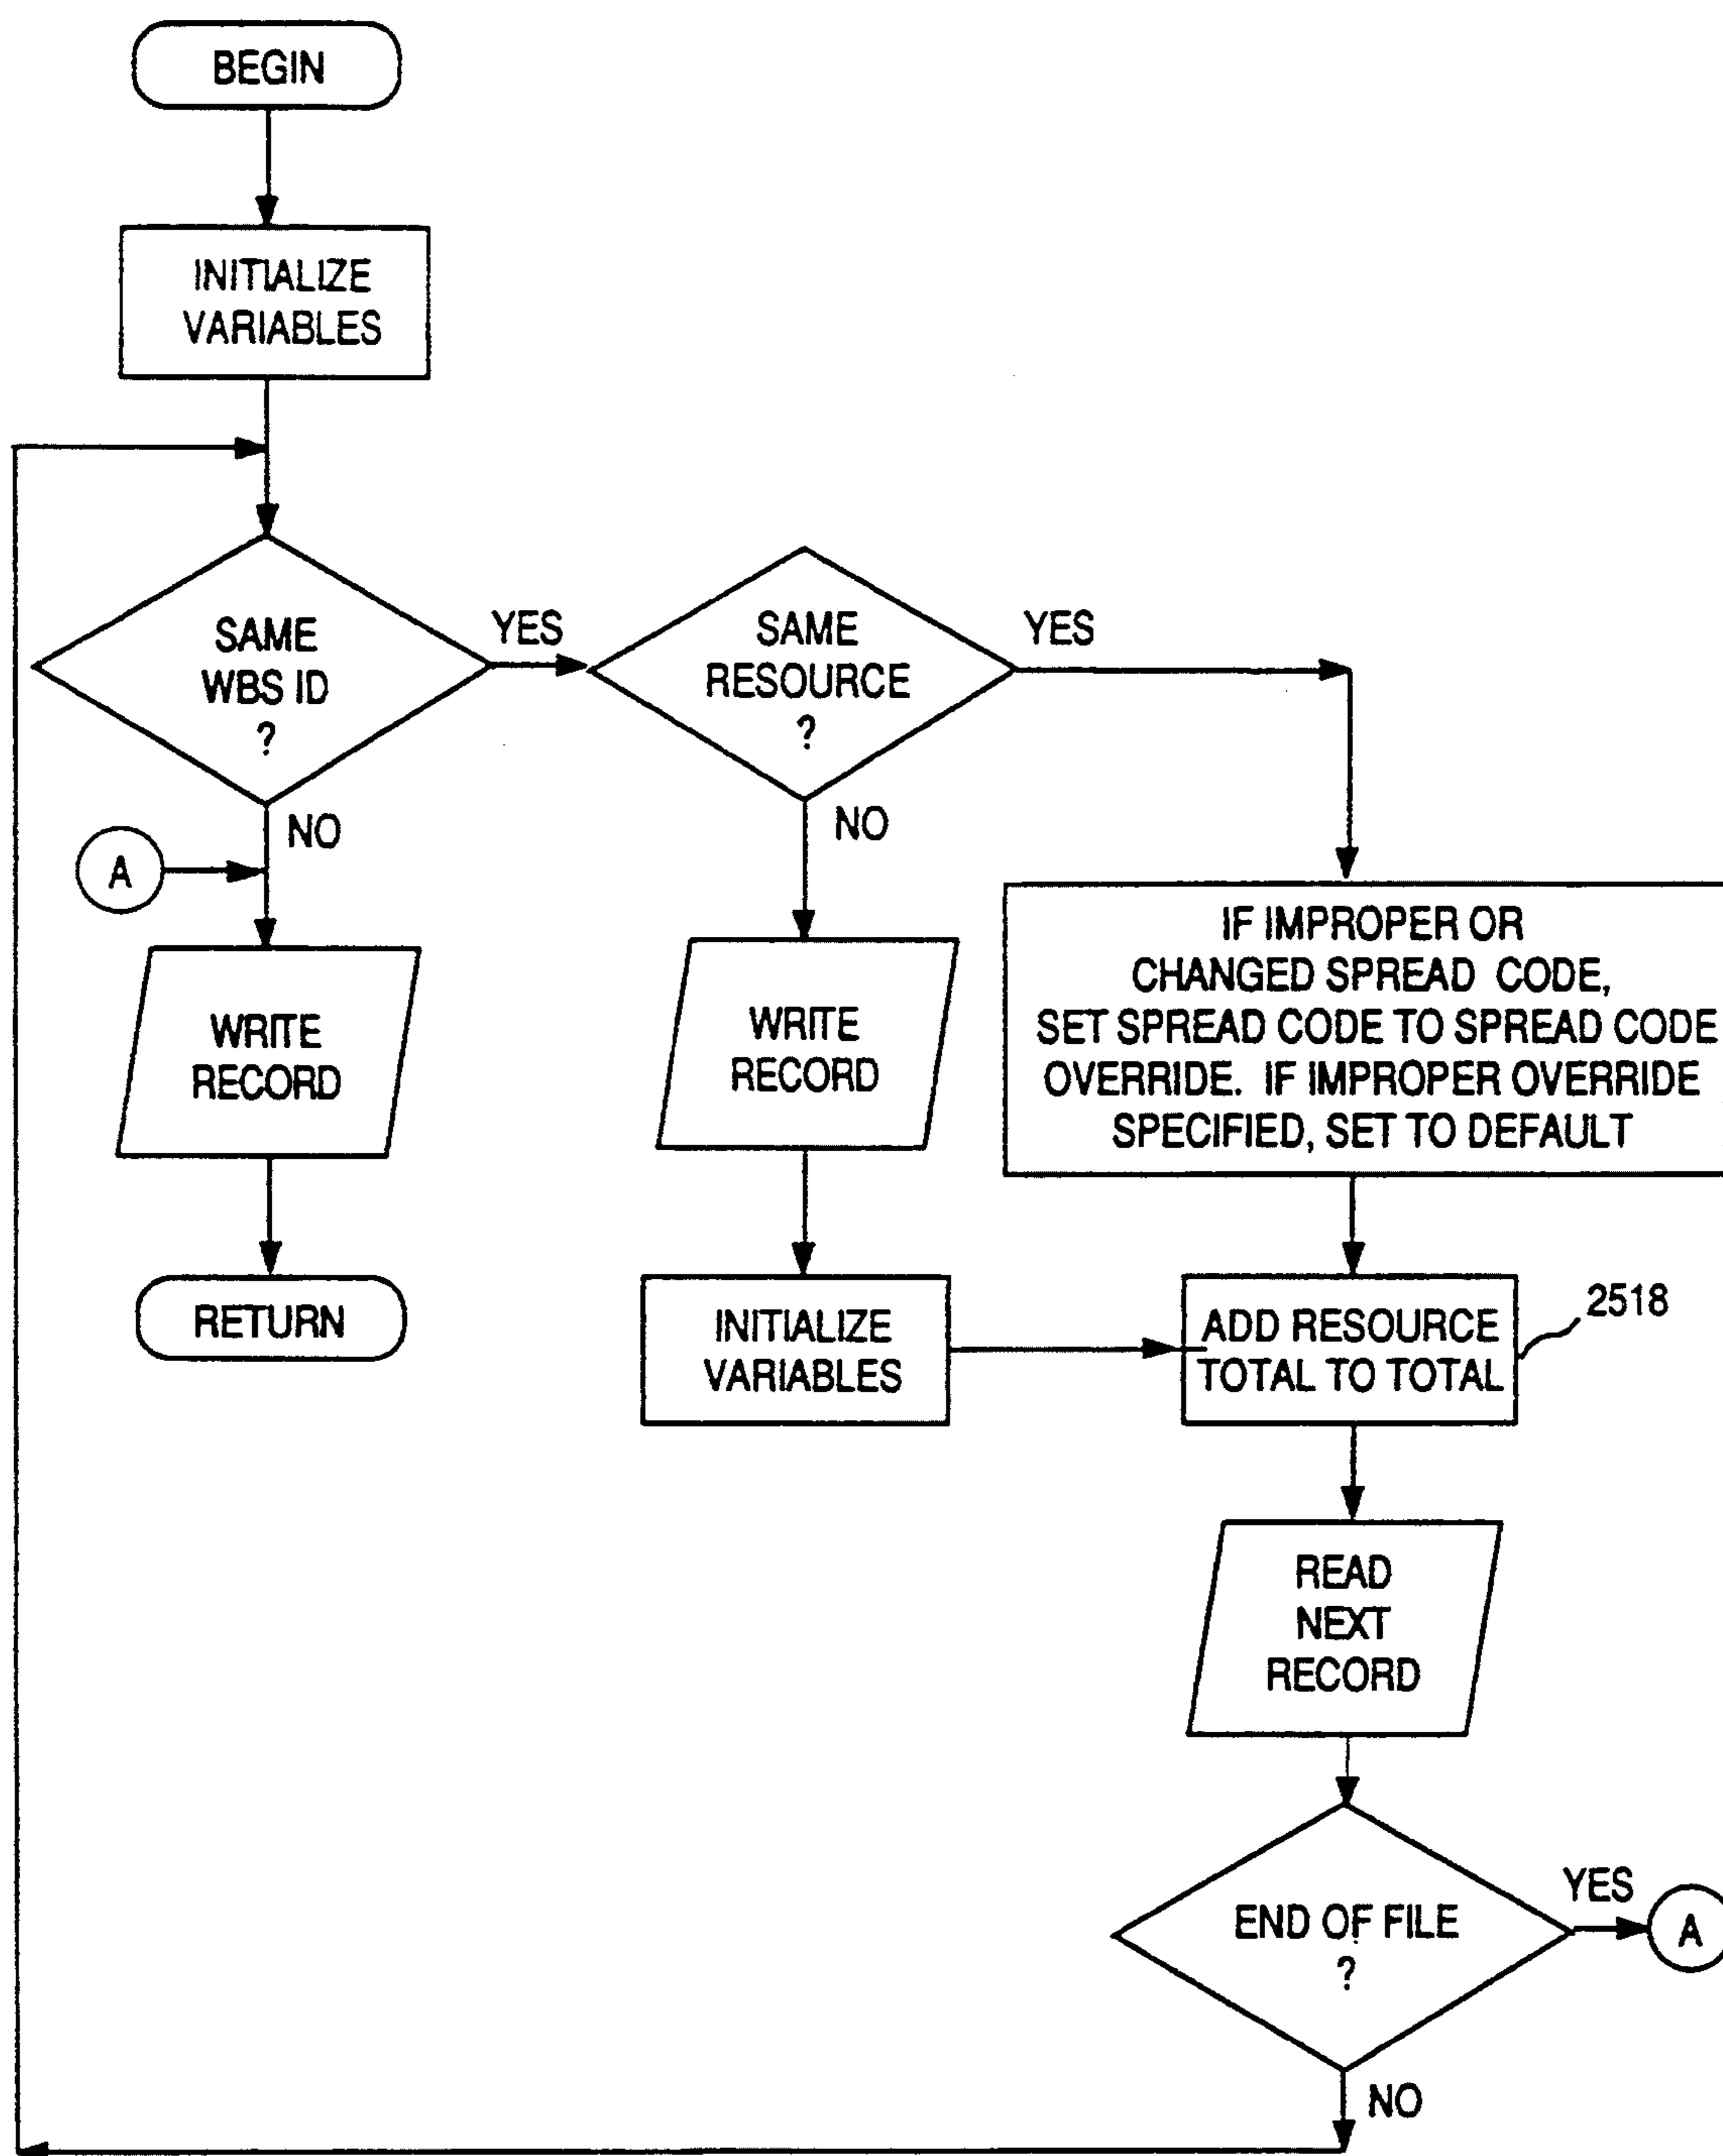 BEGIN
INITIALIZE
VARIABLES
SAME
WBS ID
?
YES
SAME
RESOURCE
?
YES
NO
A
NO
WRITE
RECORD
WRITE
RECORD
IF IMPROPER OR
CHANGED SPREAD CODE,
SET SPREAD CODE TO SPREAD CODE
OVERRIDE. IF IMPROPER OVERRIDE
SPECIFIED, SET TO DEFAULT
RETURN
INITIALIZE
VARIABLES
ADD RESOURCE
TOTAL TO TOTAL
2518
READ
NEXT
RECORD
END OF FILE
?
YES
A
NO